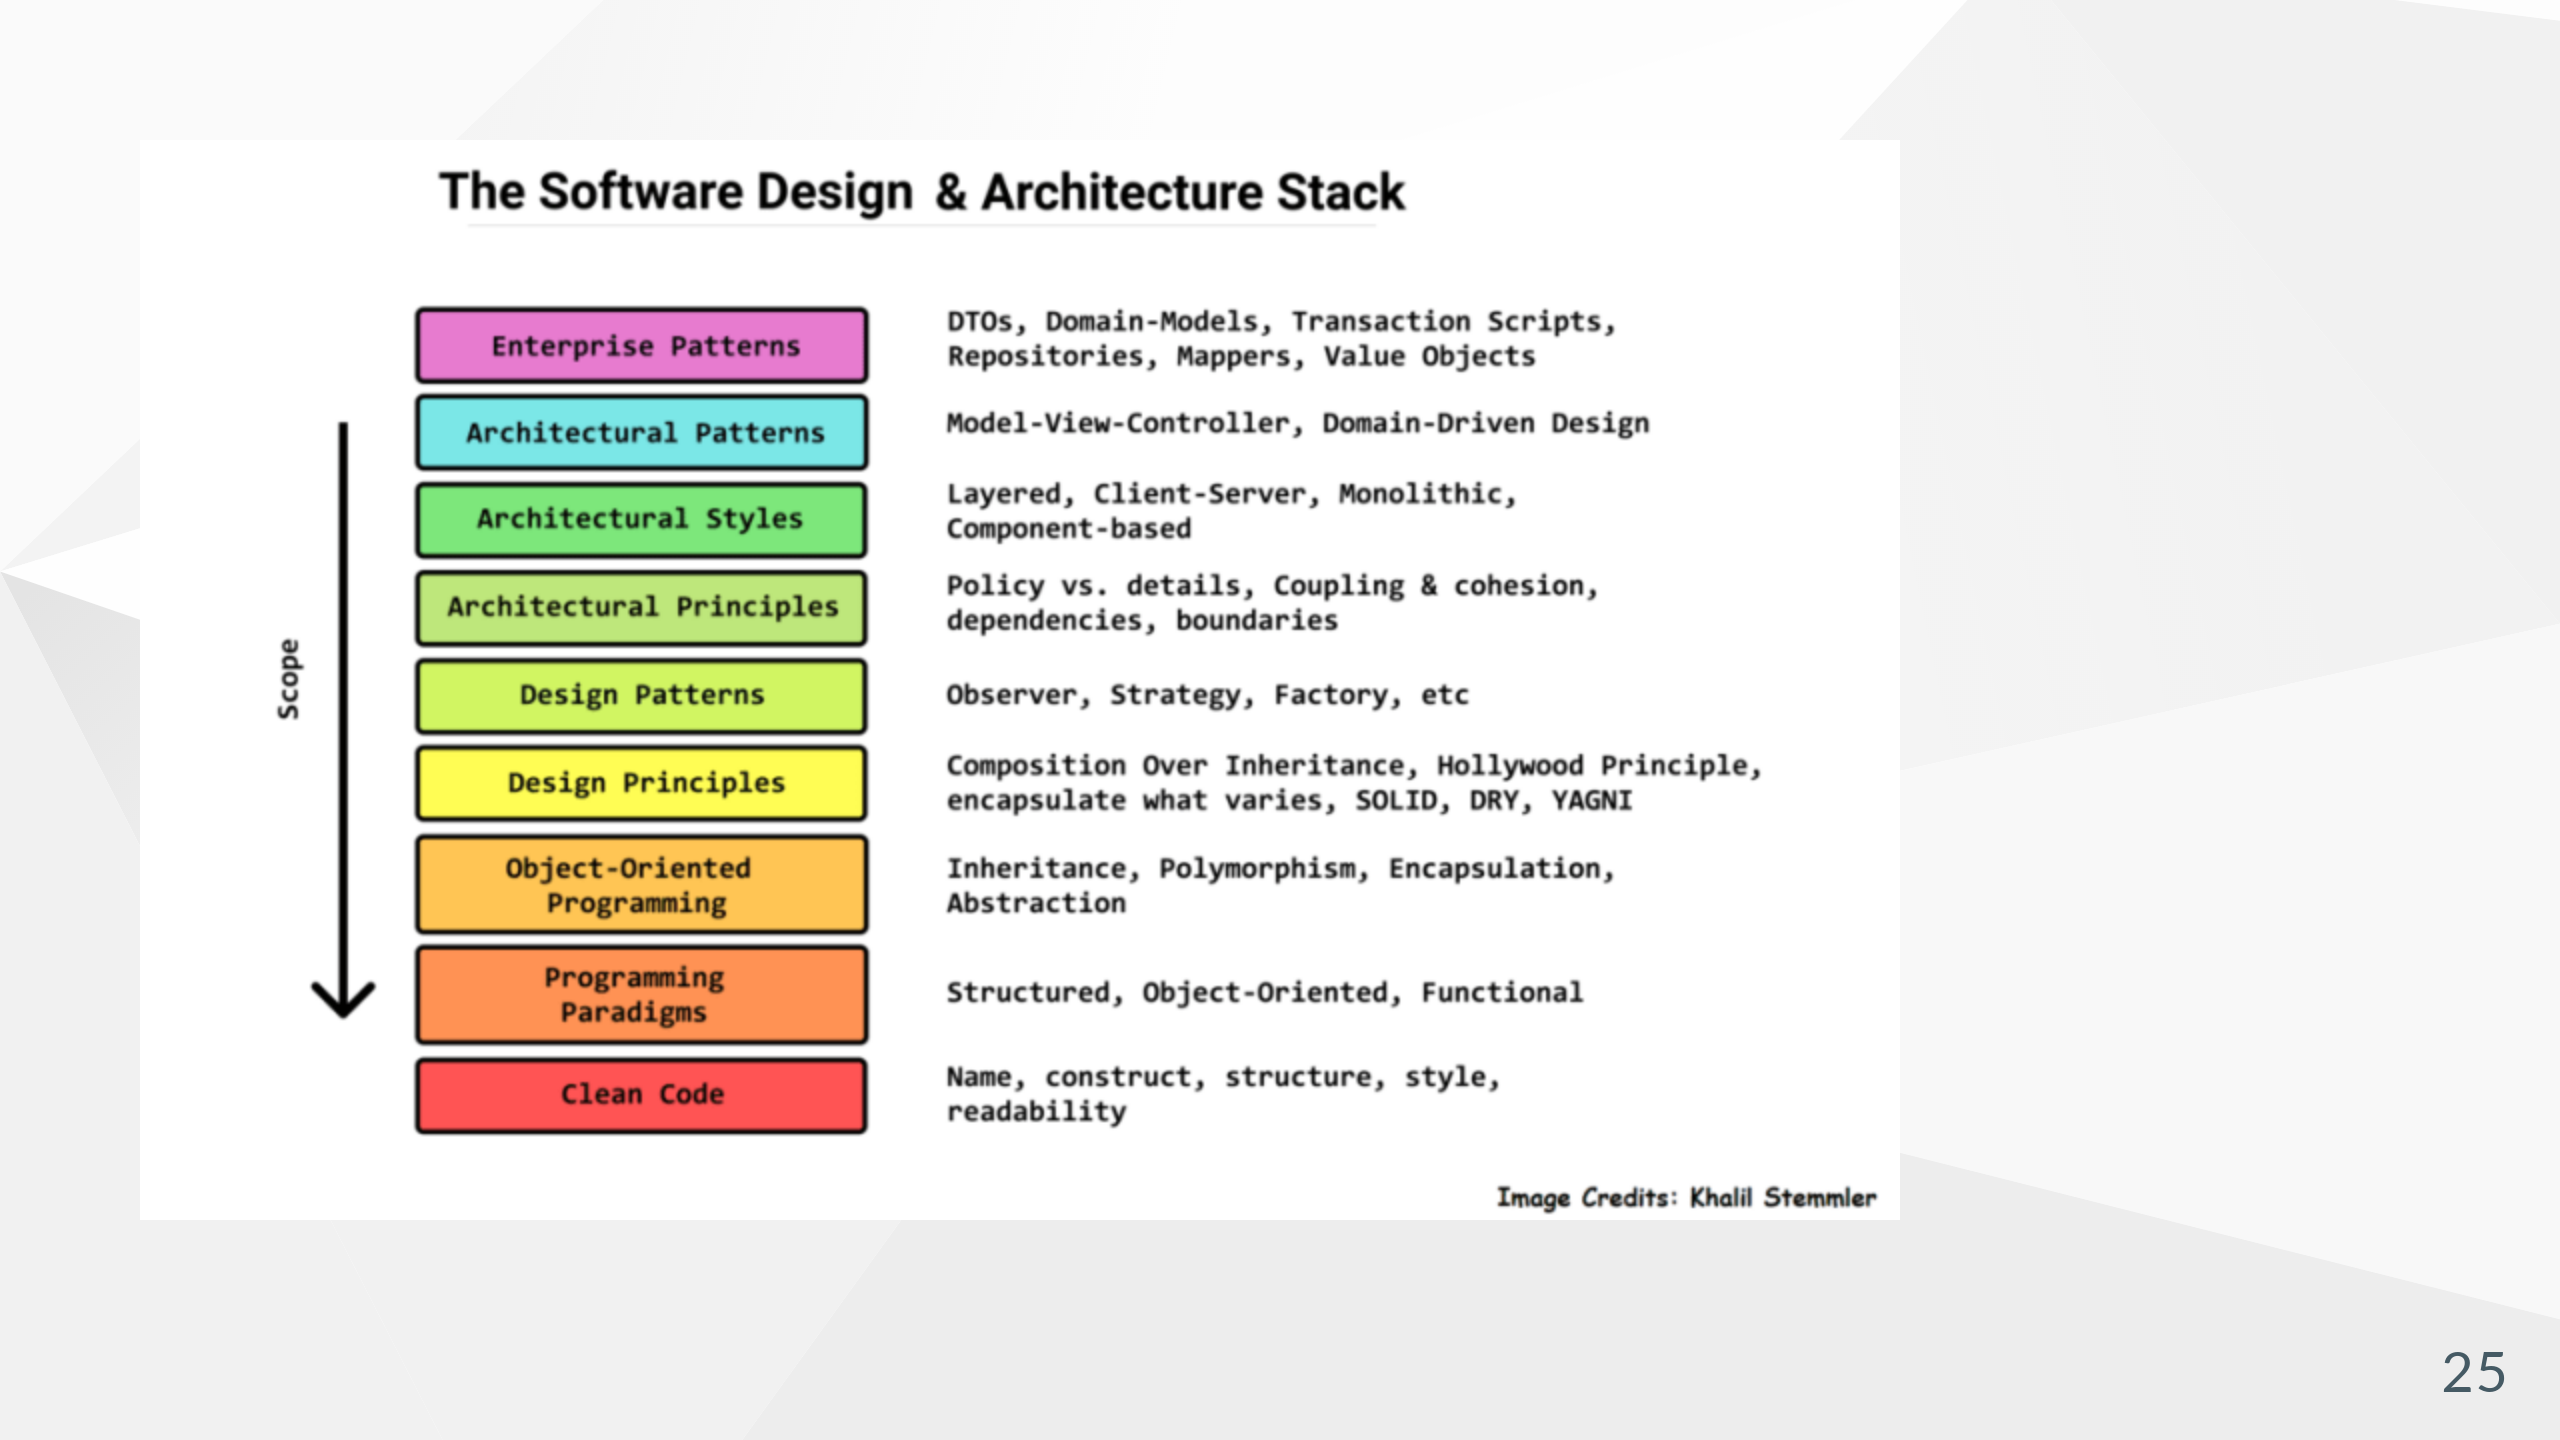 The Software Design & Architecture Stack
Scope
Enterprise Patterns
DTOs, Domain-Models, Transaction Scripts,
Repositories, Mappers, Value Objects
Architectural Patterns
Model-View-Controller, Domain-Driven Design
Architectural Styles
Layered, Client-Server, Monolithic,
Component-based
Architectural Principles
Policy vs. details, Coupling & cohesion,
dependencies, boundaries
Design Patterns
Observer, Strategy, Factory, etc
Design Principles
Composition Over Inheritance, Hollywood Principle,
encapsulate what varies, SOLID, DRY, YAGNI
Object-Oriented
Programming
Inheritance, Polymorphism, Encapsulation,
Abstraction
Programming
Paradigms
Structured, Object-Oriented, Functional
Clean Code
Name, construct, structure, style,
readability
Image Credits: Khalil Stemmler
25